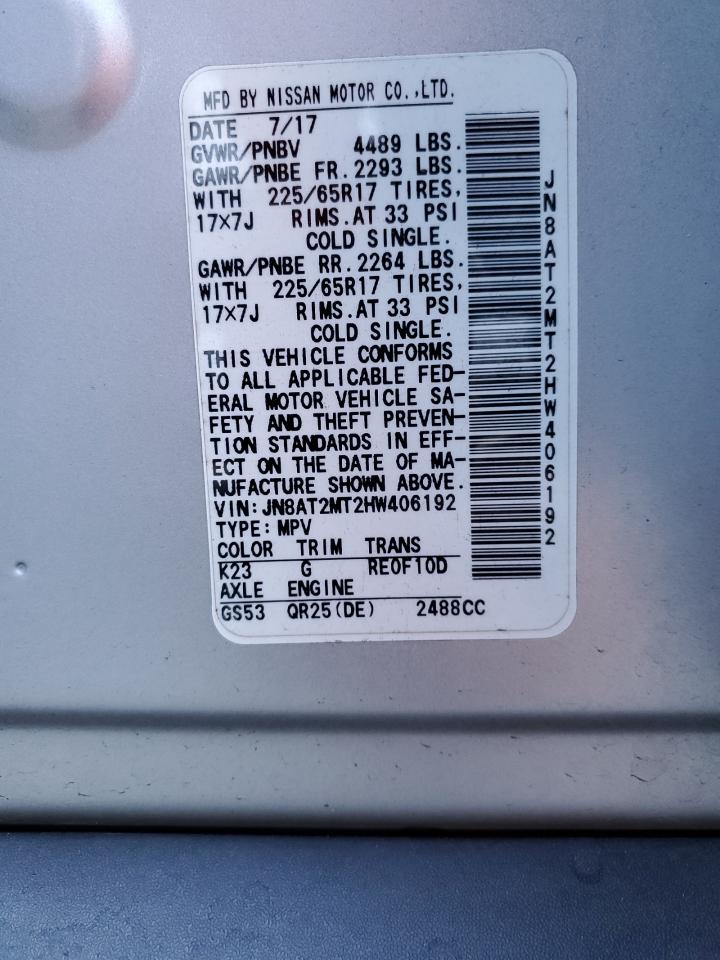 MFD BY NISSAN MOTOR CO.,LTD.
DATE 7/17
GVWR/PNBV 4489 LBS.
GAWR/PNBE FR.2293 LBS.
WITH 225/65R17 TIRES,
17×7J RIMS.AT 33 PSI
COLD SINGLE.
GAWR/PNBE RR.2264 LBS.
WITH 225/65R17 TIRES,
17×7J RIMS.AT 33 PSI
COLD SINGLE.
THIS VEHICLE CONFORMS
TO ALL APPLICABLE FED-
ERAL MOTOR VEHICLE SA-
FETY AND THEFT PREVEN-
TION STANDARDS IN EFF-
ECT ON THE DATE OF MA-
NUFACTURE SHOWN ABOVE.
VIN:JN8AT2MT2HW406192
TYPE:MPV
COLOR TRIM TRANS
K23 G RE0F10D
AXLE ENGINE
GS53 QR25(DE) 2488CC
JN8AT2MT2HW406192